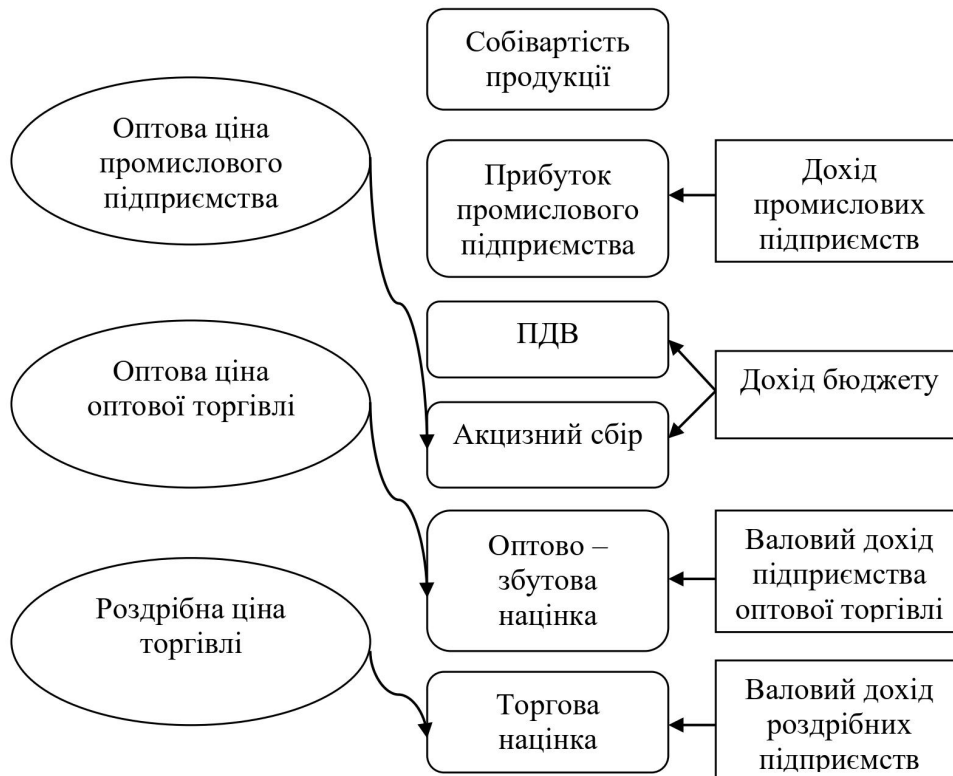 Собівартість
продукції
Оптова ціна
промислового
підприємства
Прибуток
промислового
підприємства
Дохід
промислових
підприємств
ПДВ
Оптова ціна
оптової торгівлі
Дохід бюджету
Акцизний сбір
Оптово –
збутова
націнка
Валовий дохід
підприємства
оптової торгівлі
Роздрібна ціна
торгівлі
Торгова
націнка
Валовий дохід
роздрібних
підприємств